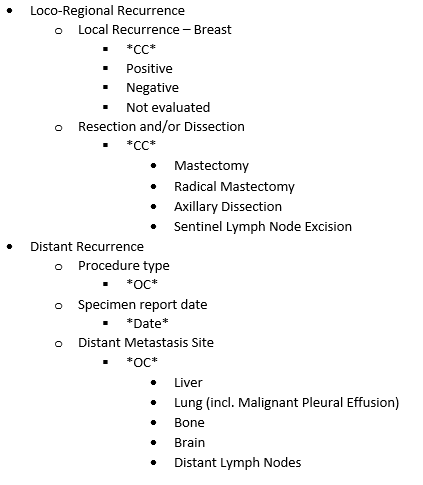 • Loco-Regional Recurrence
o Local Recurrence – Breast
▪ *CC*
▪ Positive
▪ Negative
▪ Not evaluated
o Resection and/or Dissection
▪ *CC*
• Mastectomy
• Radical Mastectomy
• Axillary Dissection
• Sentinel Lymph Node Excision
• Distant Recurrence
o Procedure type
▪ *OC*
o Specimen report date
▪ *Date*
o Distant Metastasis Site
▪ *OC*
• Liver
• Lung (incl. Malignant Pleural Effusion)
• Bone
• Brain
• Distant Lymph Nodes